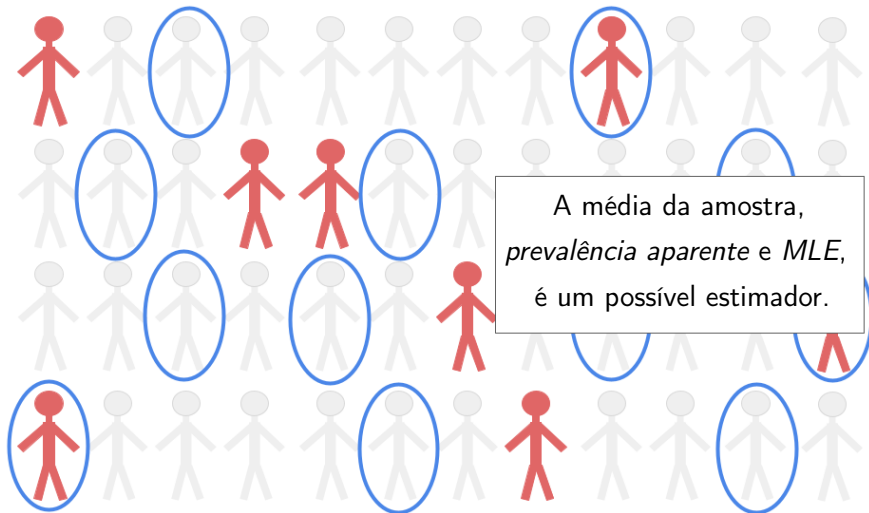 A média da amostra,
prevalência aparente e MLE,
é um possível estimador.